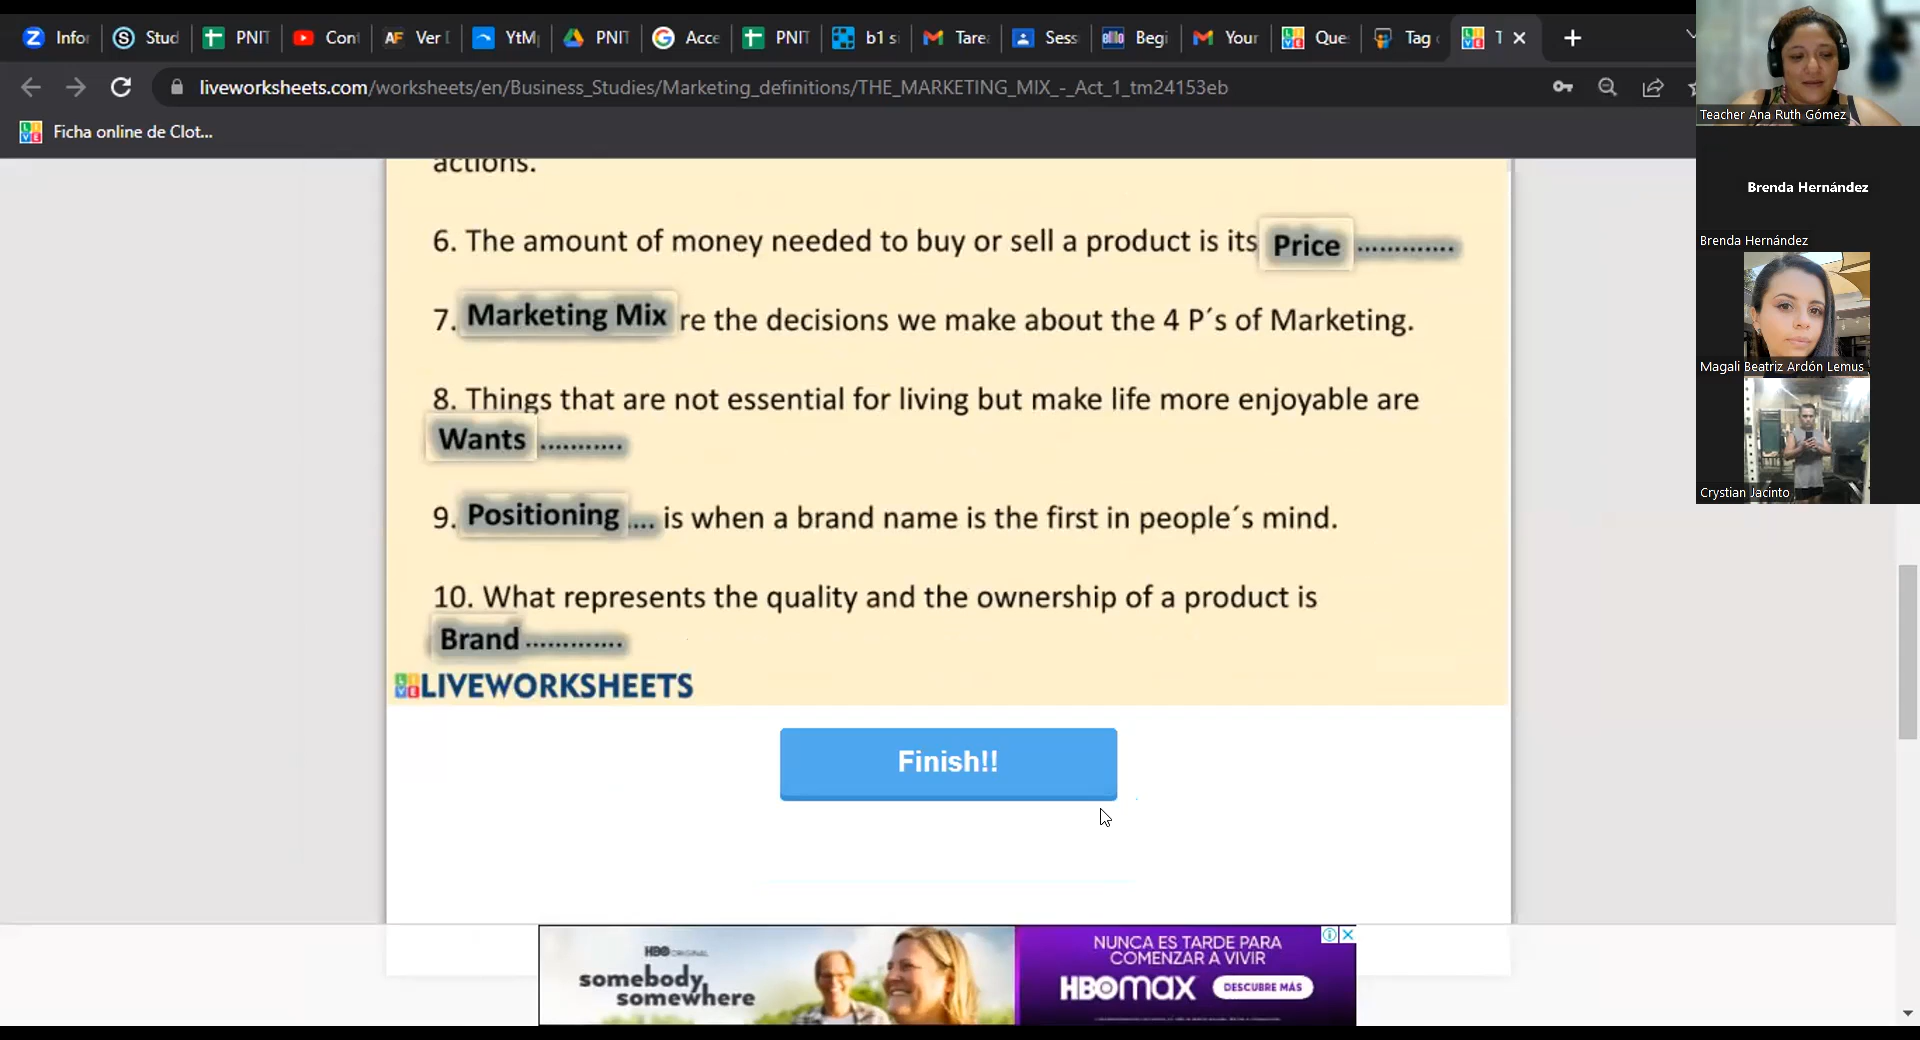 Infor
Stud
PNIT
Con
AF Ver
YtMp
PNIT
Acce
PNIT
b1 s
Tare
Sess
ello Begi
Your
Que
Tag
T
liveworksheets.com/worksheets/en/Business_Studies/Marketing_definitions/THE_MARKETING_MIX_-_Act_1_tm24153eb
Ficha online de Clot...
Teacher Ana Ruth Gómez
Brenda Hernández
Brenda Hernández
Magali Beatriz Ardón Lemus
Crystian Jacinto
actions.
6. The amount of money needed to buy or sell a product is its Price .............
7. Marketing Mix re the decisions we make about the 4 P´s of Marketing.
8. Things that are not essential for living but make life more enjoyable are
Wants ...........
9. Positioning .... is when a brand name is the first in people´s mind.
10. What represents the quality and the ownership of a product is
Brand .............
LIVEWORKSHEETS
Finish!!
HBO ORIGINAL
somebody
somewhere
NUNCA ES TARDE PARA
COMENZAR A VIVIR
HBOmax
DESCUBRE MÁS